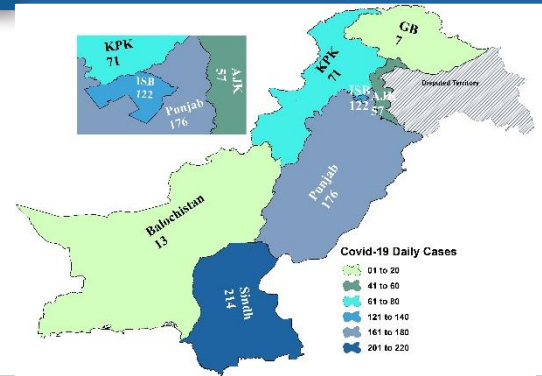 KPK
71
ISB
122
Punjab
176
AJK
57
GB
7
KPK
71
Disputed Territory
ISB
122
AJK
57
Punjab
176
Balochistan
13
Sindh
214
Covid-19 Daily Cases
01 to 20
41 to 60
61 to 80
121 to 140
161 to 180
201 to 220